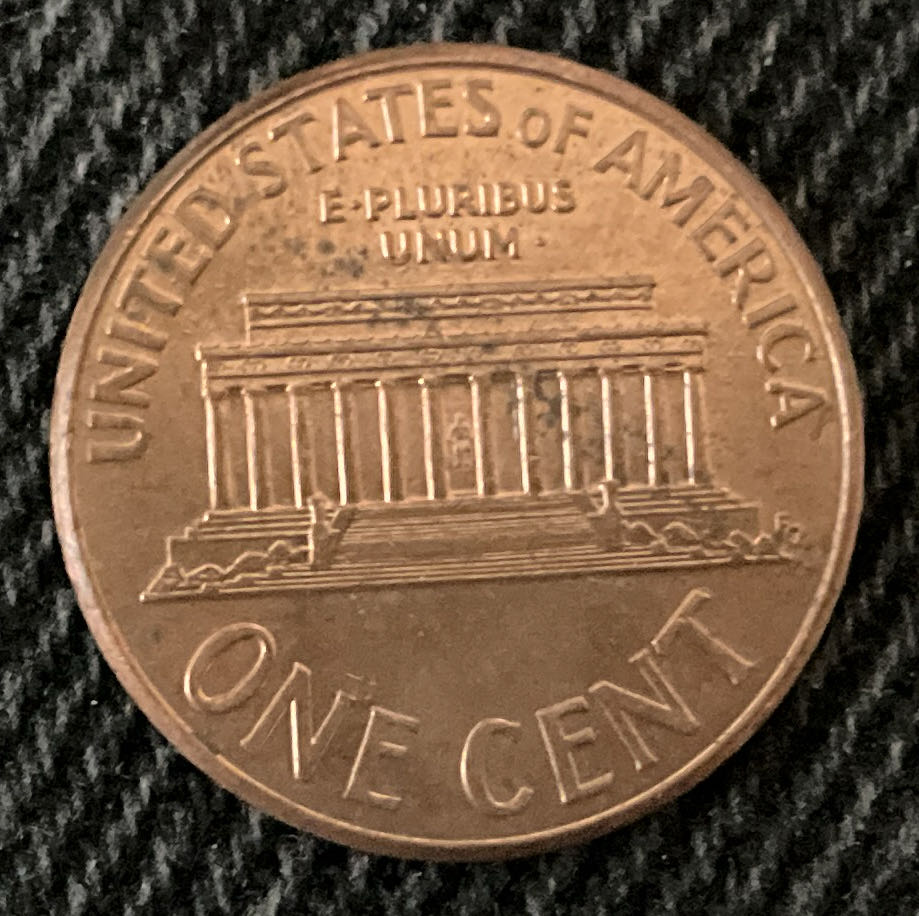 UNITED STATES OF AMERICA
E·PLURIBUS
UNUM·
ONE CENT